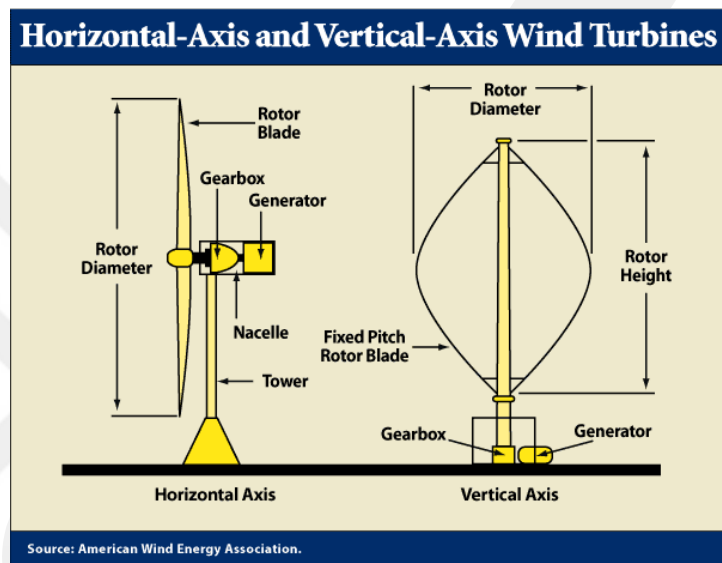 Horizontal-Axis and Vertical-Axis Wind Turbines
Rotor
Blade
Gearbox
Generator
Rotor
Diameter
Nacelle
Tower
Horizontal Axis
Rotor
Diameter
Rotor
Height
Fixed Pitch
Rotor Blade
Gearbox
Generator
Vertical Axis
Source: American Wind Energy Association.